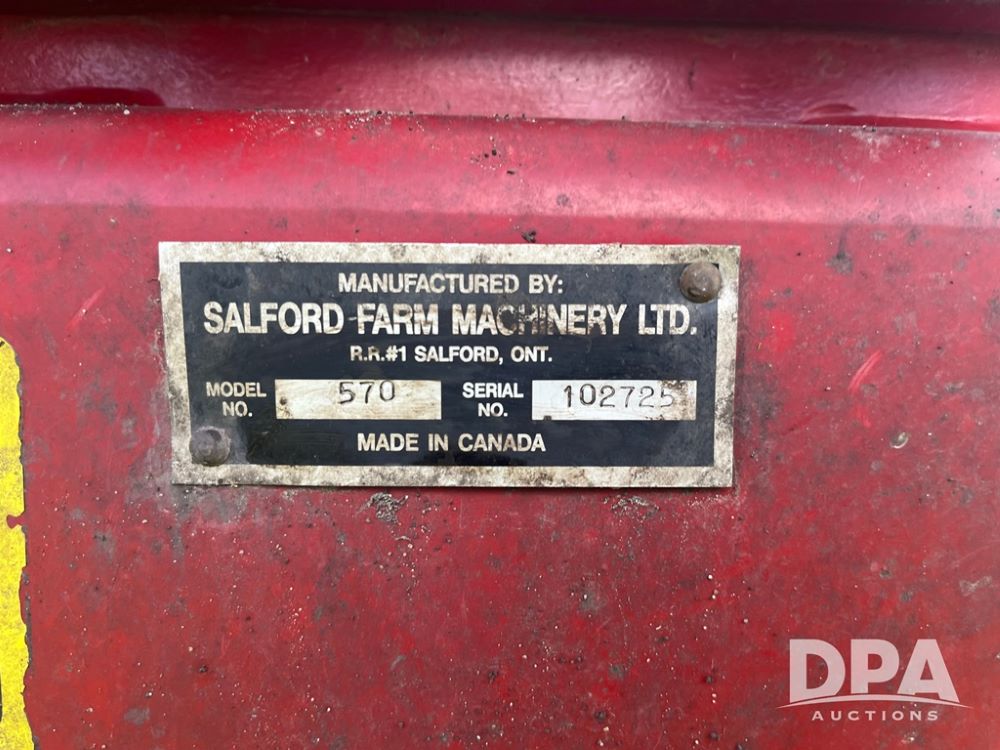 MANUFACTURED BY:
SALFORD FARM MACHINERY LTD.
R.R.#1 SALFORD, ONT.
MODEL NO. 570 SERIAL NO. 102725
MADE IN CANADA
DPA
AUCTIONS